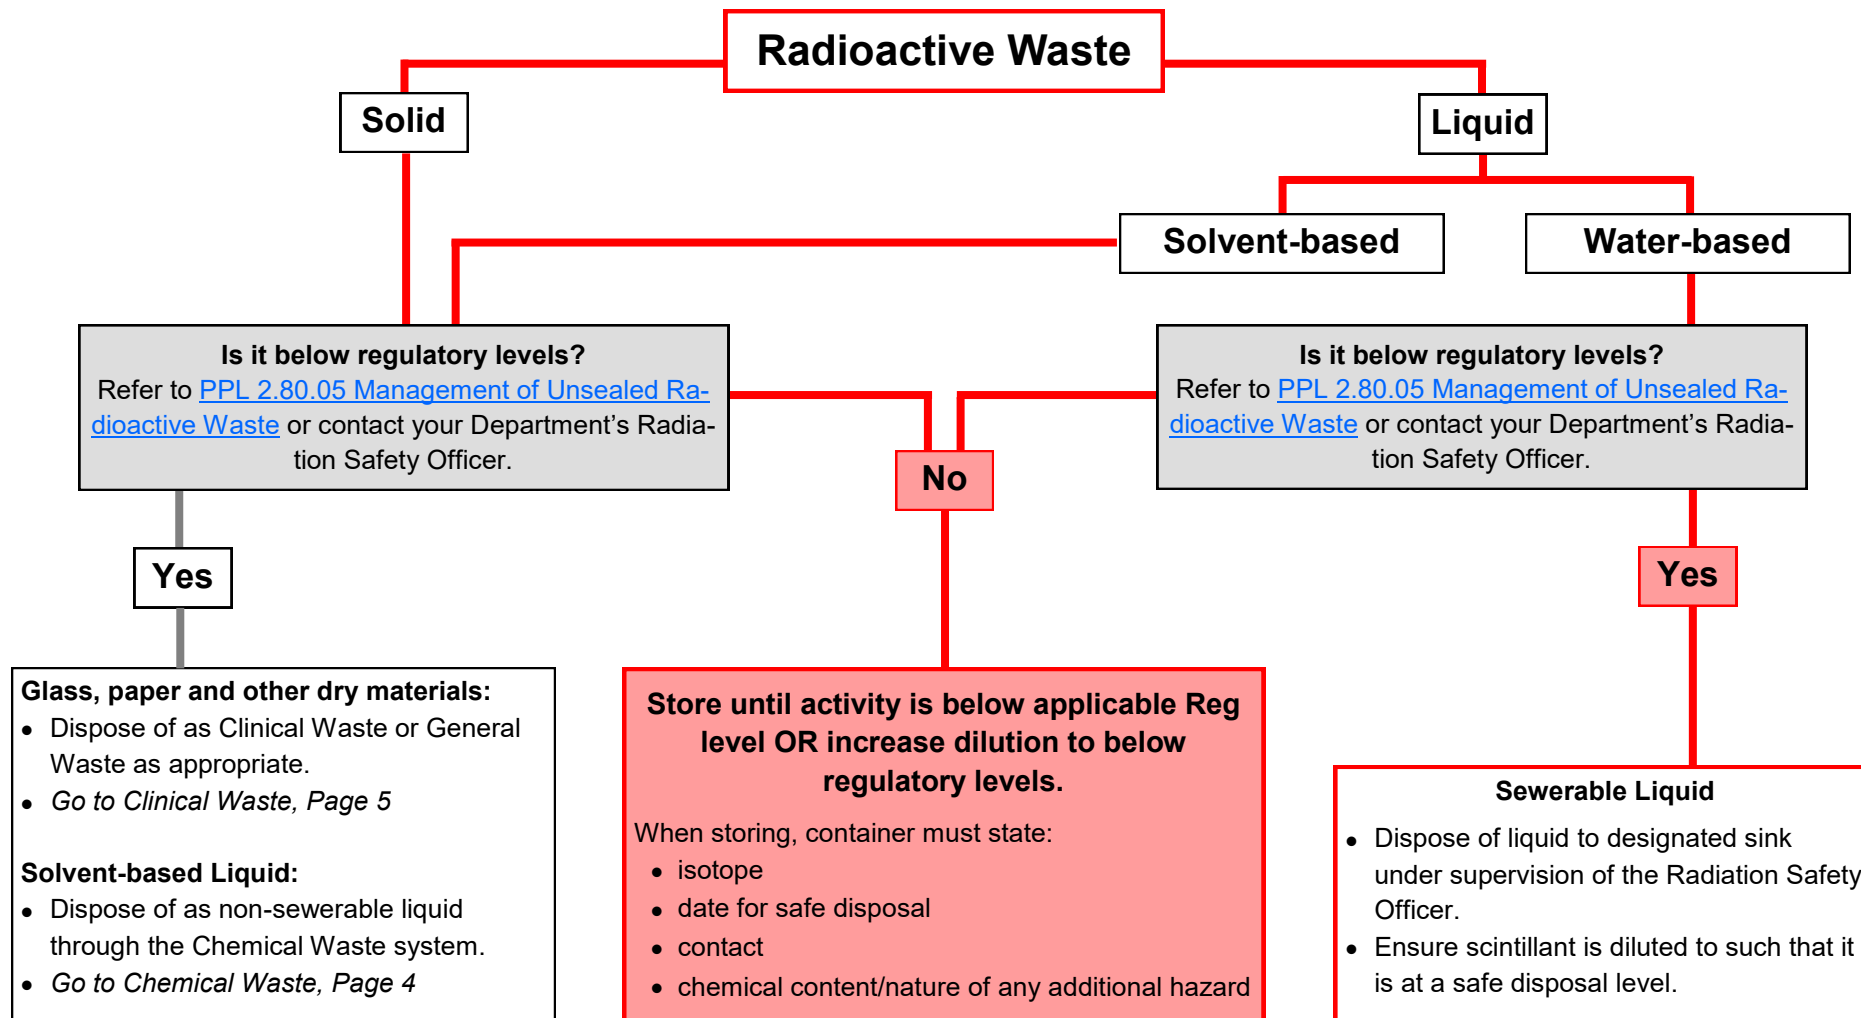 Radioactive Waste
Solid
Liquid
Solvent-based
Water-based
Is it below regulatory levels?
Refer to PPL 2.80.05 Management of Unsealed Ra-
dioactive Waste or contact your Department's Radia-
tion Safety Officer.
Is it below regulatory levels?
Refer to PPL 2.80.05 Management of Unsealed Ra-
dioactive Waste or contact your Department's Radia-
tion Safety Officer.
No
Yes
Yes
Glass, paper and other dry materials:
• Dispose of as Clinical Waste or General
Waste as appropriate.
• Go to Clinical Waste, Page 5
Solvent-based Liquid:
• Dispose of as non-sewerable liquid
through the Chemical Waste system.
• Go to Chemical Waste, Page 4
Store until activity is below applicable Reg
level OR increase dilution to below
regulatory levels.
When storing, container must state:
• isotope
• date for safe disposal
• contact
• chemical content/nature of any additional hazard
Sewerable Liquid
• Dispose of liquid to designated sink
under supervision of the Radiation Safety
Officer.
• Ensure scintillant is diluted to such that it
is at a safe disposal level.